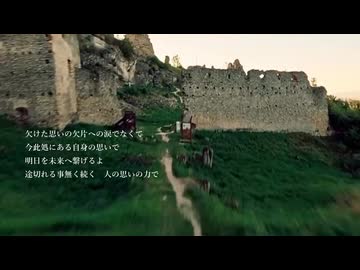 欠けた思いの欠片への涙でなくて
今此処にある自身の思いで
明日を未来へ繋げるよ
途切れる事無く続く　人の思いの力で